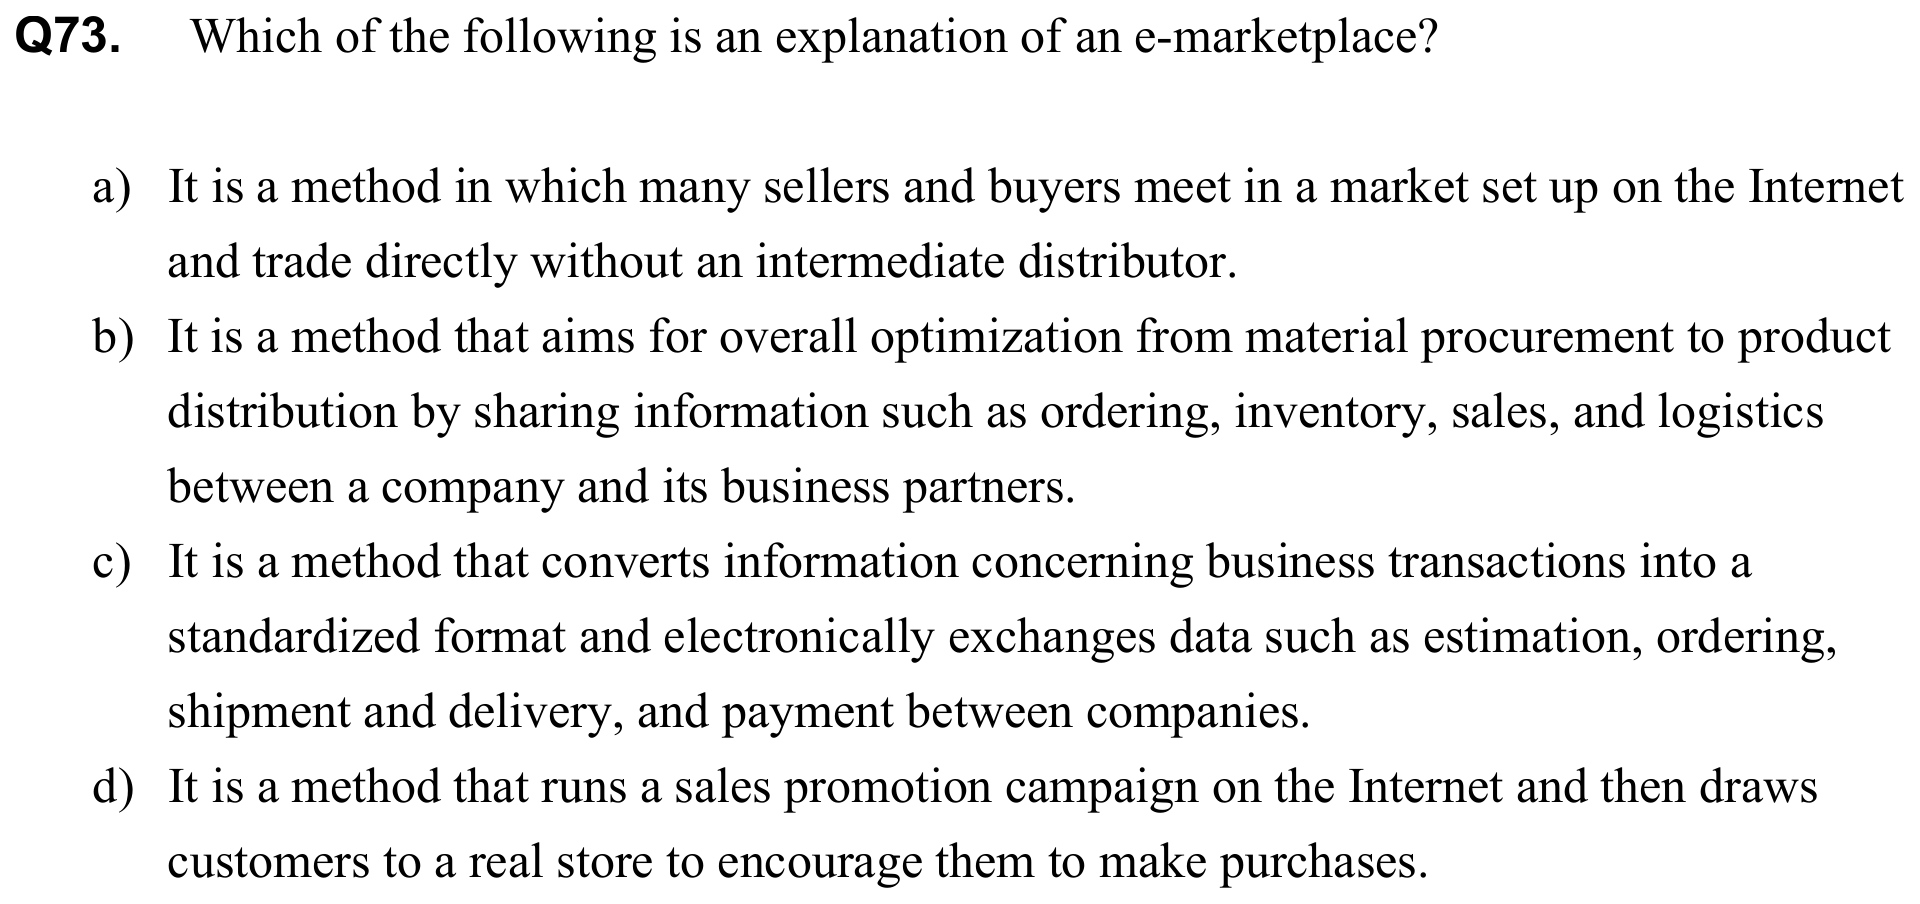 Q73. Which of the following is an explanation of an e-marketplace?
a) It is a method in which many sellers and buyers meet in a market set up on the Internet
and trade directly without an intermediate distributor.
b) It is a method that aims for overall optimization from material procurement to product
distribution by sharing information such as ordering, inventory, sales, and logistics
between a company and its business partners.
c) It is a method that converts information concerning business transactions into a
standardized format and electronically exchanges data such as estimation, ordering,
shipment and delivery, and payment between companies.
d) It is a method that runs a sales promotion campaign on the Internet and then draws
customers to a real store to encourage them to make purchases.